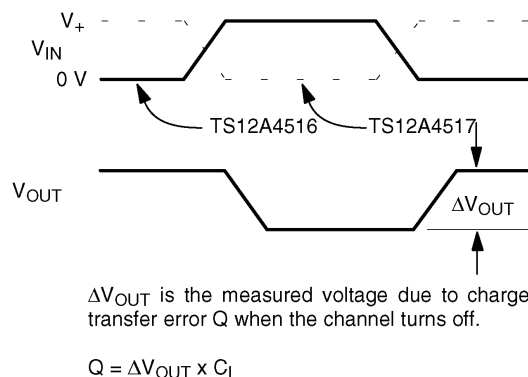 V+
VIN
0 V
TS12A4516 TS12A4517
VOUT
ΔVOUT
ΔVOUT is the measured voltage due to charge
transfer error Q when the channel turns off.
Q = ΔVOUT x CL